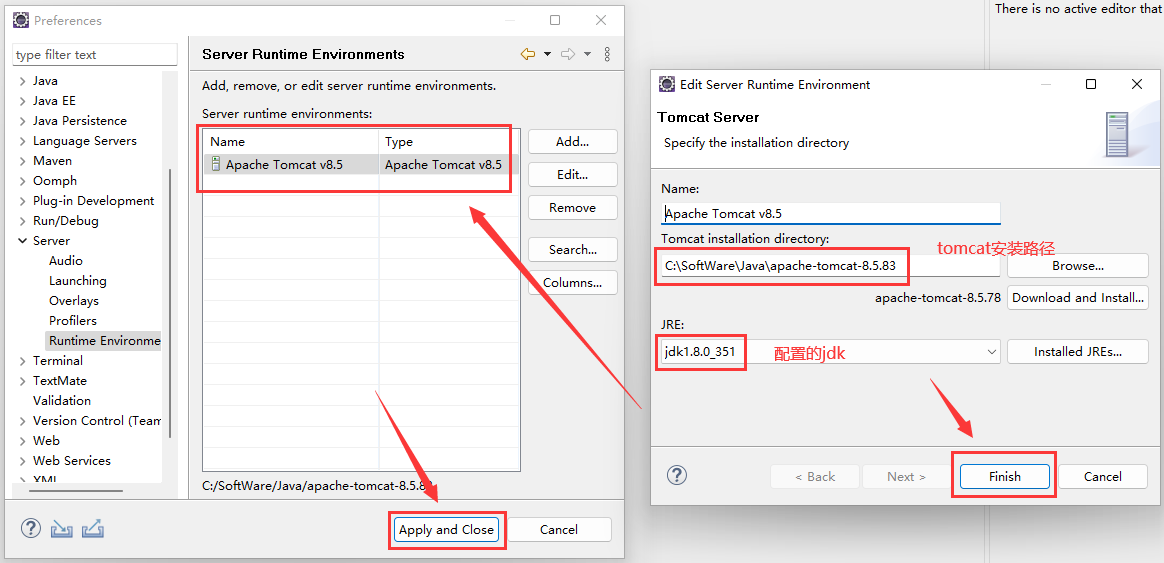 Preferences
type filter text
Java
Java EE
Java Persistence
Language Servers
Maven
Oomph
Plug-in Development
Run/Debug
Server
Audio
Launching
Overlays
Profilers
Runtime Environme
Terminal
TextMate
Validation
Version Control (Team
Web
Web Services
XML
Server Runtime Environments
Add, remove, or edit server runtime environments.
Server runtime environments:
Name Type
Apache Tomcat v8.5 Apache Tomcat v8.5
Add...
Edit...
Remove
Search...
Columns...
C:/SoftWare/Java/apache-tomcat-8.5.83
Apply and Close
Cancel
There is no active editor that
Edit Server Runtime Environment
Tomcat Server
Specify the installation directory
Name:
Apache Tomcat v8.5
Tomcat installation directory:
tomcat安装路径
C:\SoftWare\Java\apache-tomcat-8.5.83
Browse...
apache-tomcat-8.5.78
Download and Install...
JRE:
jdk1.8.0_351
配置的jdk
Installed JREs...
< Back
Next >
Finish
Cancel